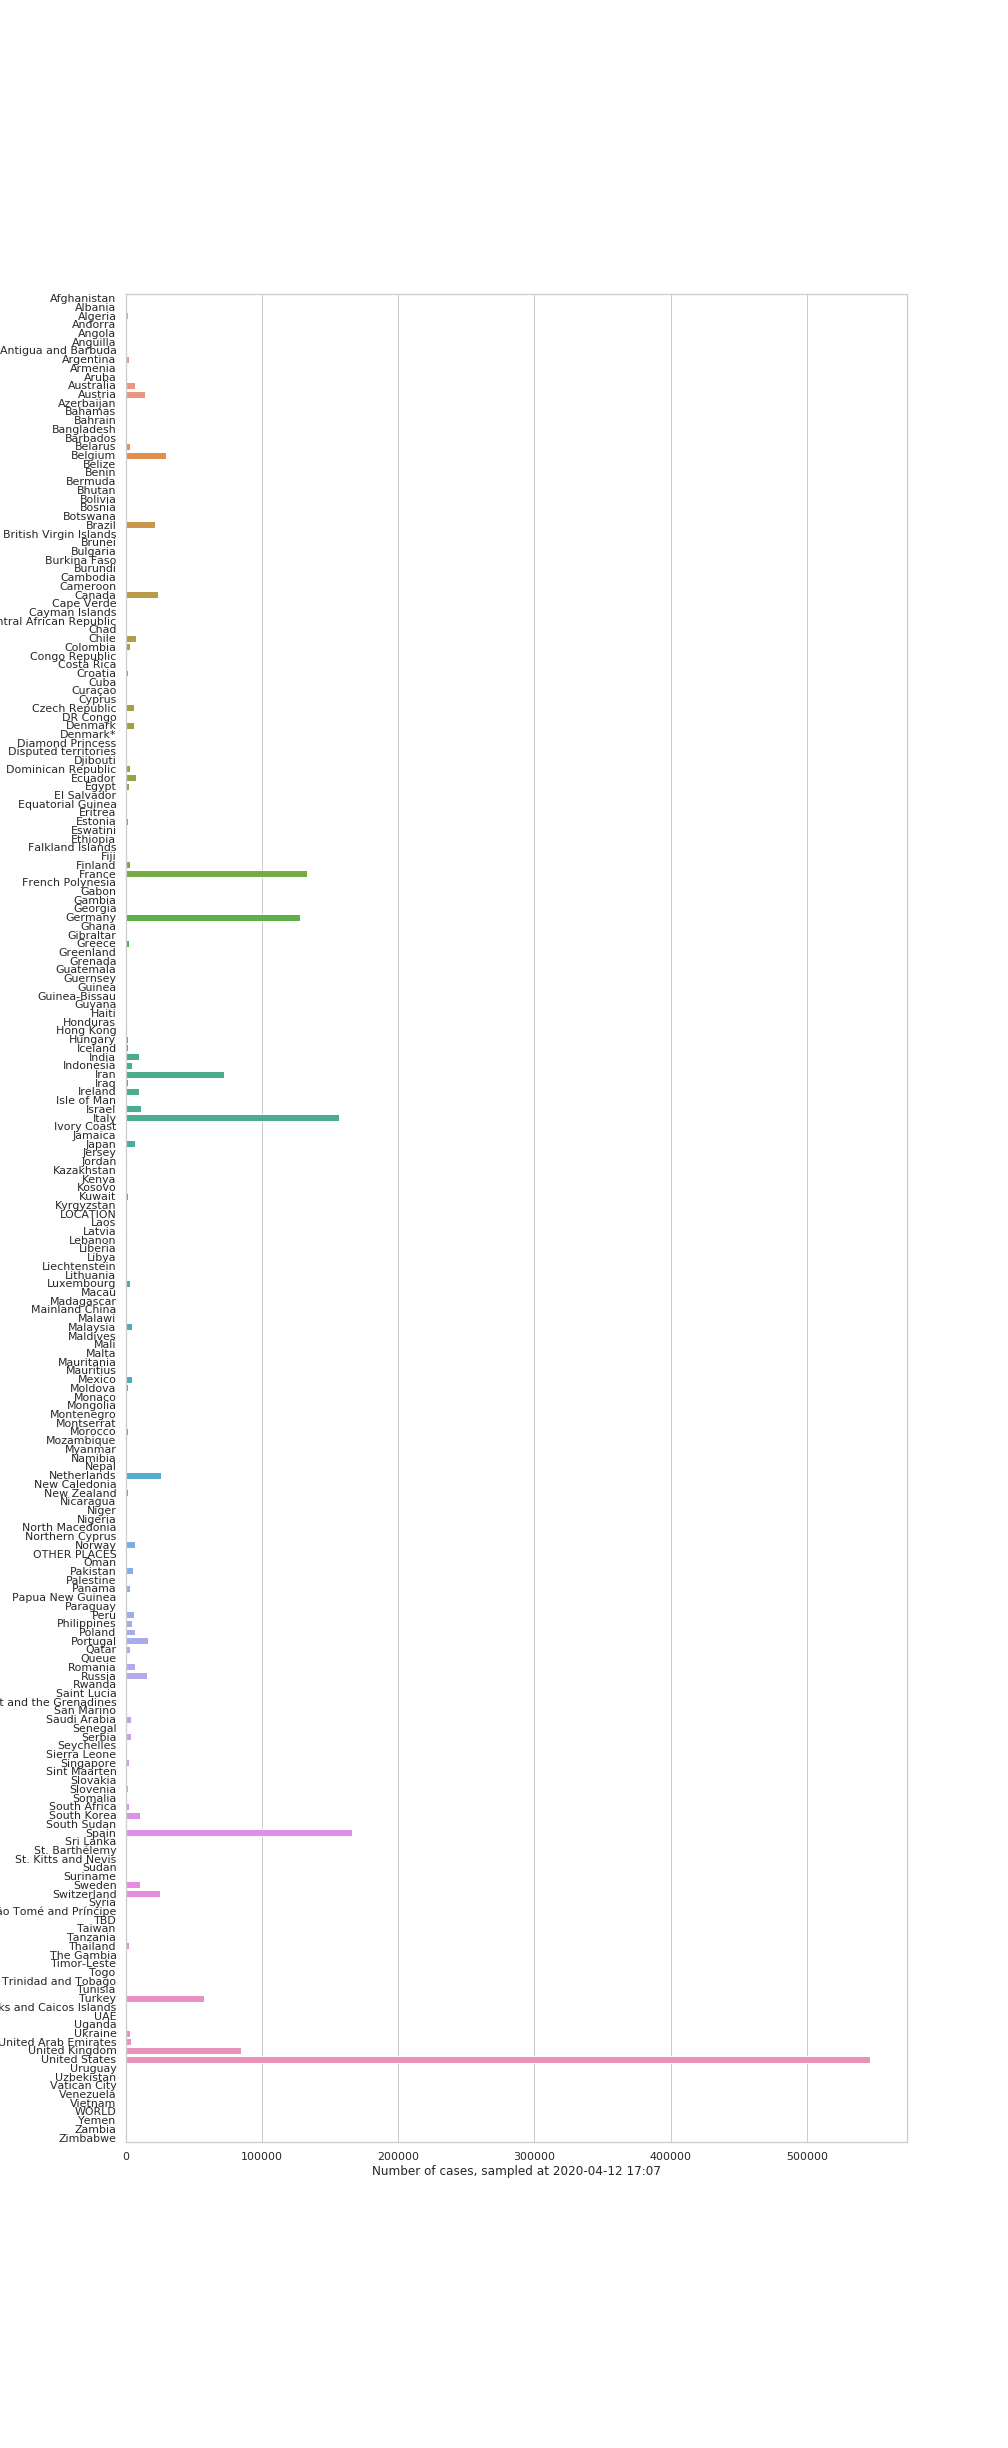 Afghanistan
Albania
Algeria
Andorra
Angola
Anguilla
Antigua and Barbuda
Argentina
Armenia
Aruba
Australia
Austria
Azerbaijan
Bahamas
Bahrain
Bangladesh
Barbados
Belarus
Belgium
Belize
Benin
Bermuda
Bhutan
Bolivia
Bosnia
Botswana
Brazil
British Virgin Islands
Brunei
Bulgaria
Burkina Faso
Burundi
Cambodia
Cameroon
Canada
Cape Verde
Cayman Islands
ntral African Republic
Chad
Chile
Colombia
Congo Republic
Costa Rica
Croatia
Cuba
Curaçao
Cyprus
Czech Republic
DR Congo
Denmark
Denmark*
Diamond Princess
Disputed territories
Djibouti
Dominican Republic
Ecuador
Egypt
El Salvador
Equatorial Guinea
Eritrea
Estonia
Eswatini
Ethiopia
Falkland Islands
Fiji
Finland
France
French Polynesia
Gabon
Gambia
Georgia
Germany
Ghana
Gibraltar
Greece
Greenland
Grenada
Guatemala
Guernsey
Guinea
Guinea-Bissau
Guyana
Haiti
Honduras
Hong Kong
Hungary
Iceland
India
Indonesia
Iran
Iraq
Ireland
Isle of Man
Israel
Italy
Ivory Coast
Jamaica
Japan
Jersey
Jordan
Kazakhstan
Kenya
Kosovo
Kuwait
Kyrgyzstan
LOCATION
Laos
Latvia
Lebanon
Liberia
Libya
Liechtenstein
Lithuania
Luxembourg
Macau
Madagascar
Mainland China
Malawi
Malaysia
Maldives
Mali
Malta
Mauritania
Mauritius
Mexico
Moldova
Monaco
Mongolia
Montenegro
Montserrat
Morocco
Mozambique
Myanmar
Namibia
Nepal
Netherlands
New Caledonia
New Zealand
Nicaragua
Niger
Nigeria
North Macedonia
Northern Cyprus
Norway
OTHER PLACES
Oman
Pakistan
Palestine
Panama
Papua New Guinea
Paraguay
Peru
Philippines
Poland
Portugal
Qatar
Queue
Romania
Russia
Rwanda
Saint Lucia
t and the Grenadines
San Marino
Saudi Arabia
Senegal
Serbia
Seychelles
Sierra Leone
Singapore
Sint Maarten
Slovakia
Slovenia
Somalia
South Africa
South Korea
South Sudan
Spain
Sri Lanka
St. Barthélemy
St. Kitts and Nevis
Sudan
Suriname
Sweden
Switzerland
Syria
ão Tomé and Príncipe
TBD
Taiwan
Tanzania
Thailand
The Gambia
Timor-Leste
Togo
Trinidad and Tobago
Tunisia
Turkey
ks and Caicos Islands
UAE
Uganda
Ukraine
United Arab Emirates
United Kingdom
United States
Uruguay
Uzbekistan
Vatican City
Venezuela
Vietnam
WORLD
Yemen
Zambia
Zimbabwe
0 100000 200000 300000 400000 500000
Number of cases, sampled at 2020-04-12 17:07